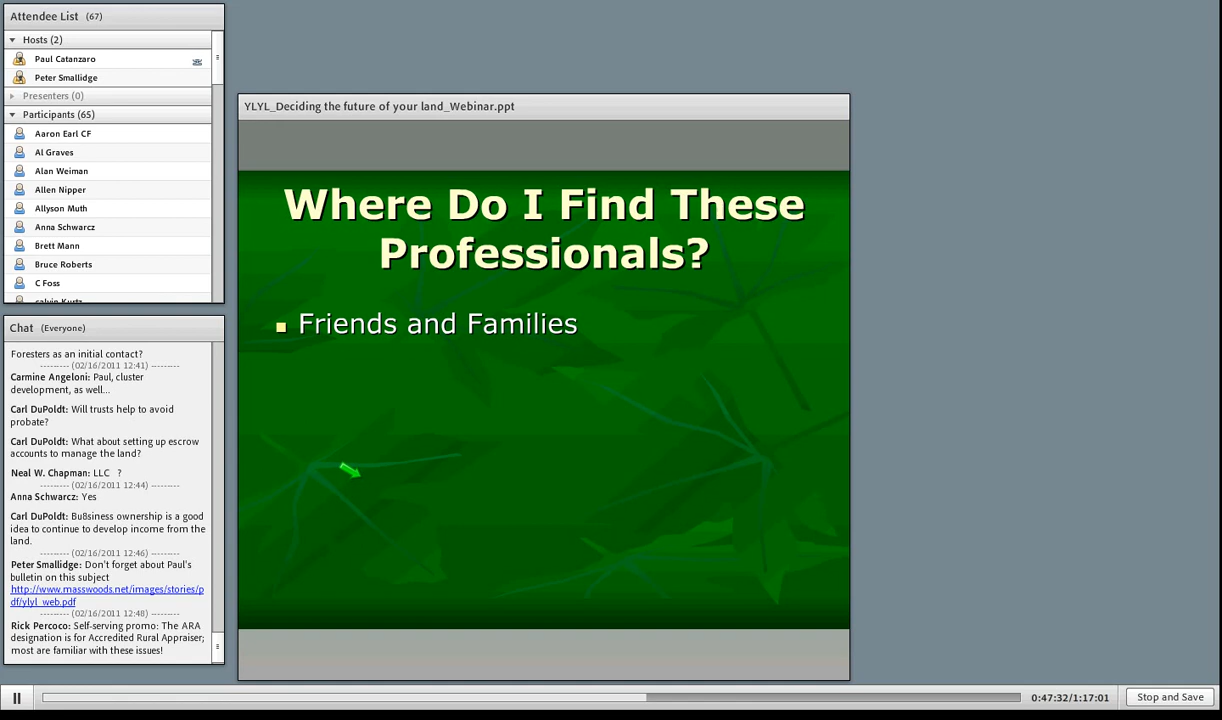 Attendee List (67)
Hosts (2)
Paul Catanzaro
Peter Smallidge
Presenters (0)
Participants (65)
Aaron Earl CF
Al Graves
Alan Weiman
Allen Nipper
Allyson Muth
Anna Schwarcz
Brett Mann
Bruce Roberts
C Foss
calvin Kurtz
Chat (Everyone)
Foresters as an initial contact?
--------- (02/16/2011 12:41) ---------
Carmine Angeloni: Paul, cluster
development, as well...
Carl DuPoldt: Will trusts help to avoid
probate?
Carl DuPoldt: What about setting up escrow
accounts to manage the land?
Neal W. Chapman: LLC ?
--------- (02/16/2011 12:44) ---------
Anna Schwarcz: Yes
Carl DuPoldt: Bu8siness ownership is a good
idea to continue to develop income from the
land.
--------- (02/16/2011 12:46) ---------
Peter Smallidge: Don't forget about Paul's
bulletin on this subject
http://www.masswoods.net/images/stories/p
df/ylyl_web.pdf
--------- (02/16/2011 12:48) ---------
Rick Percoco: Self-serving promo: The ARA
designation is for Accredited Rural Appraiser;
most are familiar with these issues!
YLYL_Deciding the future of your land_Webinar.ppt
Where Do I Find These
Professionals?
Friends and Families
0:47:32/1:17:01
Stop and Save